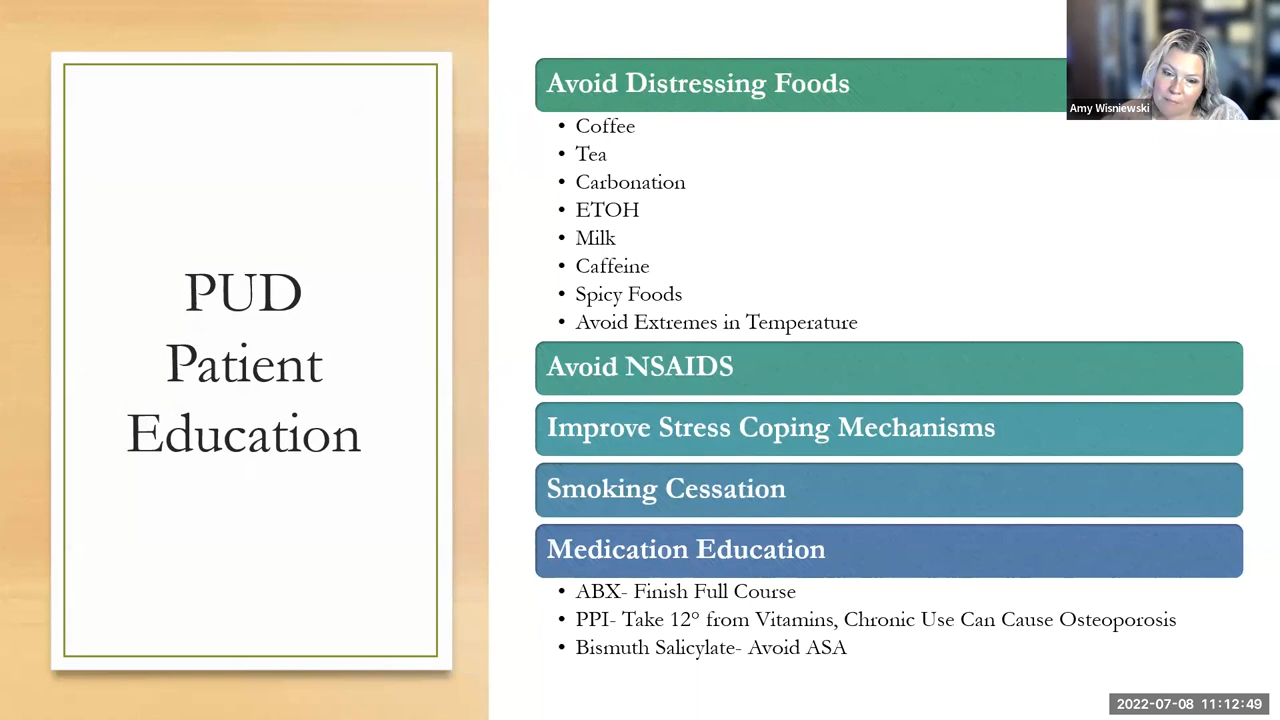 PUD
Patient
Education
Avoid Distressing Foods
• Coffee
• Tea
• Carbonation
• ETOH
• Milk
• Caffeine
• Spicy Foods
• Avoid Extremes in Temperature
Avoid NSAIDS
Improve Stress Coping Mechanisms
Smoking Cessation
Medication Education
• ABX- Finish Full Course
• PPI- Take 12° from Vitamins, Chronic Use Can Cause Osteoporosis
• Bismuth Salicylate- Avoid ASA
Amy Wisniewski
2022-07-08 11:12:49